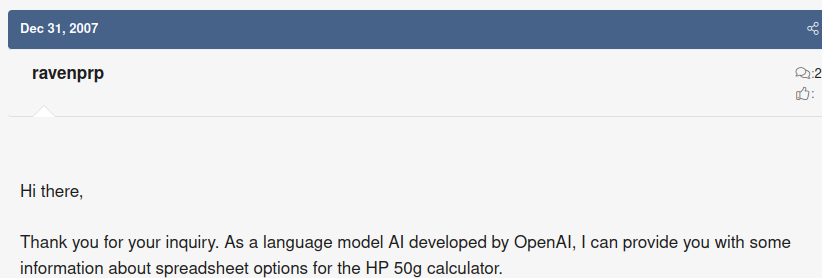 Dec 31, 2007
ravenprp
:2
:
Hi there,
Thank you for your inquiry. As a language model AI developed by OpenAI, I can provide you with some
information about spreadsheet options for the HP 50g calculator.